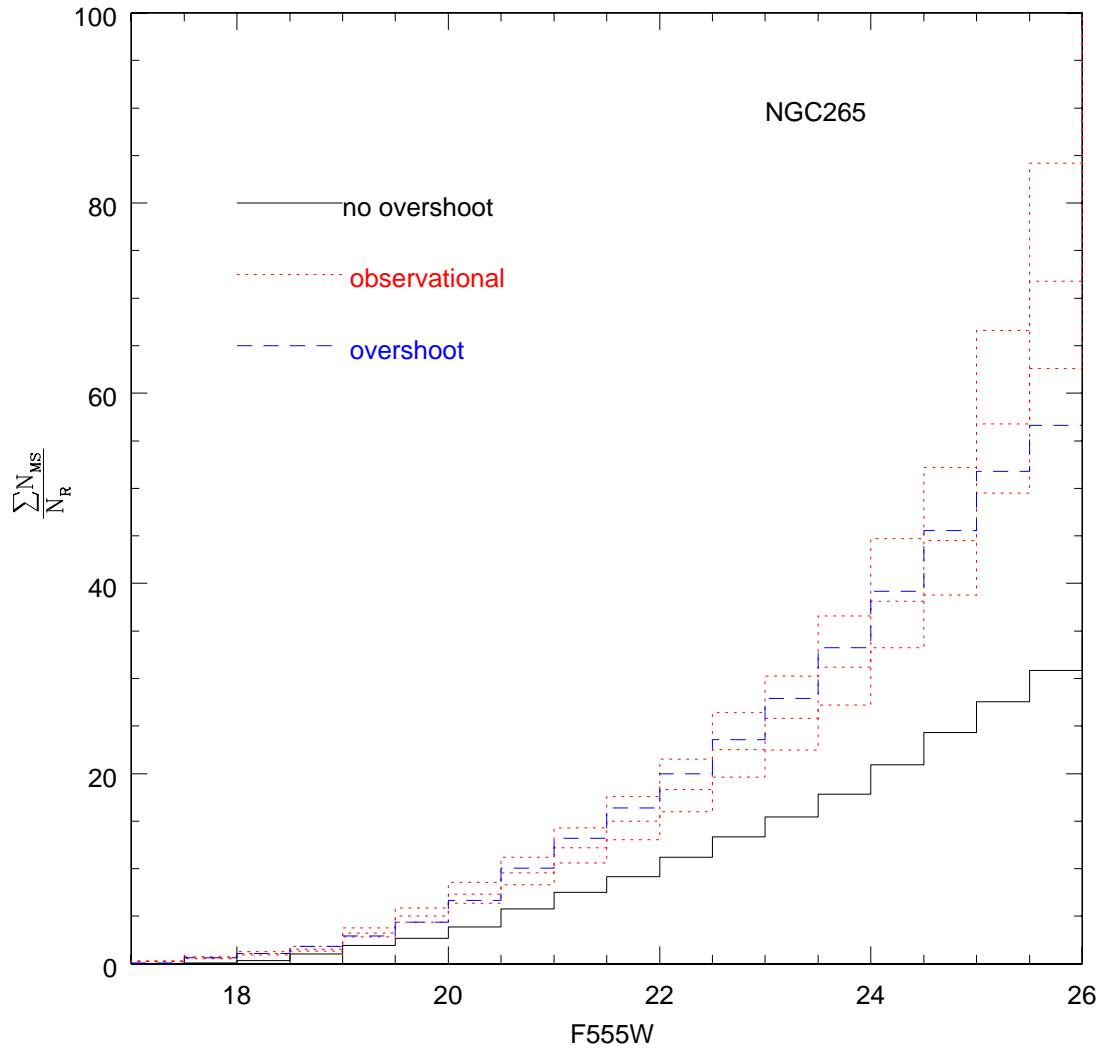 100
NGC265
80
no overshoot
observational
overshoot
60
∑N_MS
N_R
40
20
0
18 20 22 24 26
F555W